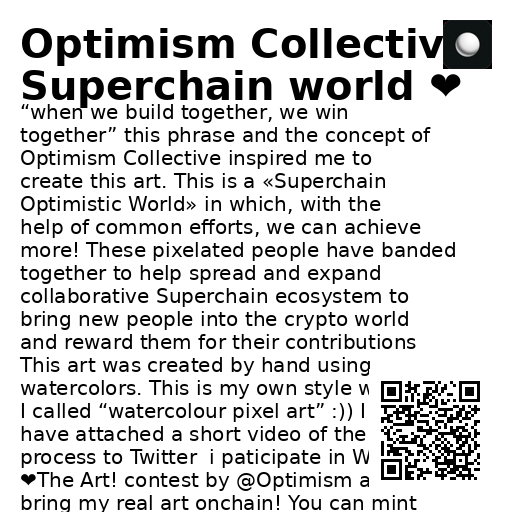 Optimism Collectiv
Superchain world ❤
“when we build together, we win
together” this phrase and the concept of
Optimism Collective inspired me to
create this art. This is a «Superchain
Optimistic World» in which, with the
help of common efforts, we can achieve
more! These pixelated people have banded
together to help spread and expand
collaborative Superchain ecosystem to
bring new people into the crypto world
and reward them for their contributions
This art was created by hand using
watercolors. This is my own style
I called “watercolour pixel art” :)) I
have attached a short video of the
process to Twitter  i paticipate in
❤The Art! contest by @Optimism
bring my real art onchain! You can mint